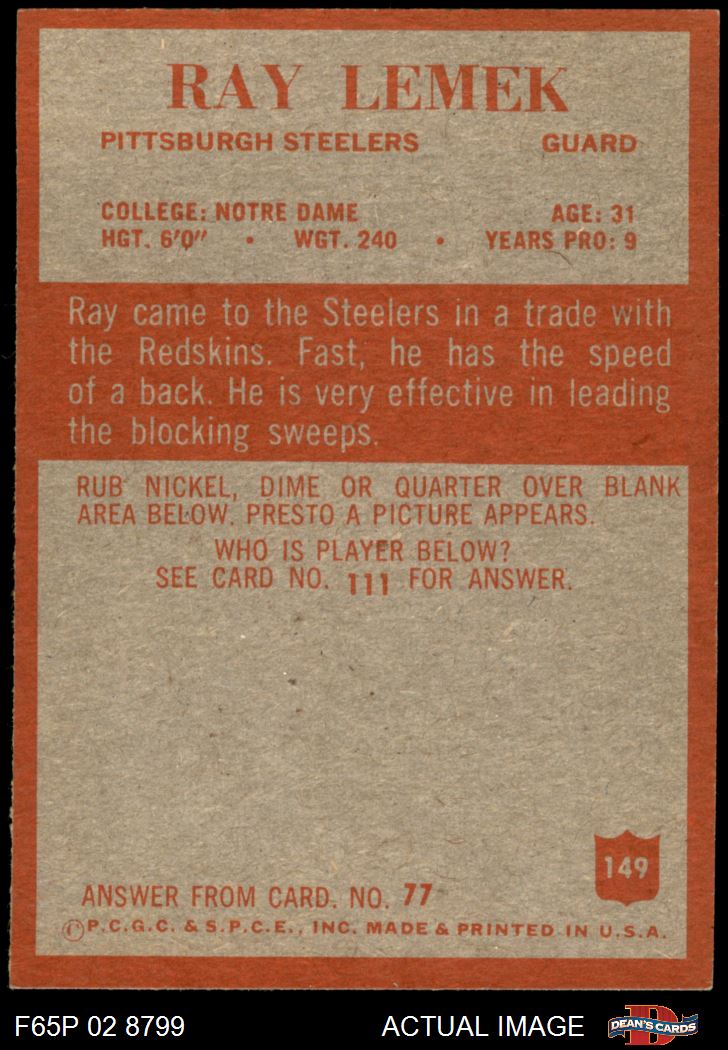 RAY LEMEK
PITTSBURGH STEELERS GUARD
COLLEGE: NOTRE DAME AGE: 31
HGT. 6'0" • WGT. 240 • YEARS PRO: 9
Ray came to the Steelers in a trade with
the Redskins. Fast, he has the speed
of a back. He is very effective in leading
the blocking sweeps.
RUB NICKEL, DIME OR QUARTER OVER BLANK
AREA BELOW. PRESTO A PICTURE APPEARS.
WHO IS PLAYER BELOW?
SEE CARD NO. 111 FOR ANSWER.
149
ANSWER FROM CARD. NO. 77
©P.C.G.C. & S.P.C.E., INC. MADE & PRINTED IN U.S.A.
F65P 02 8799 ACTUAL IMAGE DEAN'S CARDS